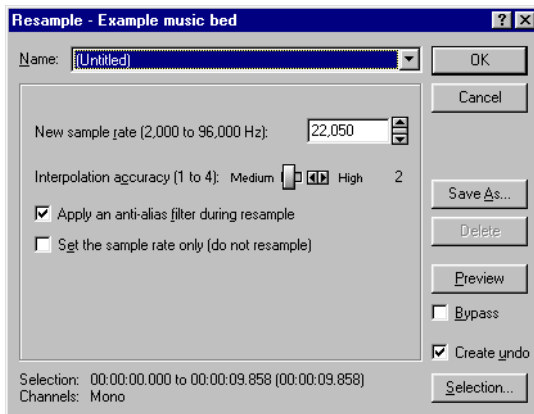 Resample - Example music bed
Name: (Untitled)
OK
Cancel
New sample rate (2,000 to 96,000 Hz): 22,050
Interpolation accuracy (1 to 4): Medium High 2
Save As...
Apply an anti-alias filter during resample
Delete
Set the sample rate only (do not resample)
Preview
Bypass
Create undo
Selection: 00:00:00.000 to 00:00:09.858 (00:00:09.858)
Channels: Mono
Selection...